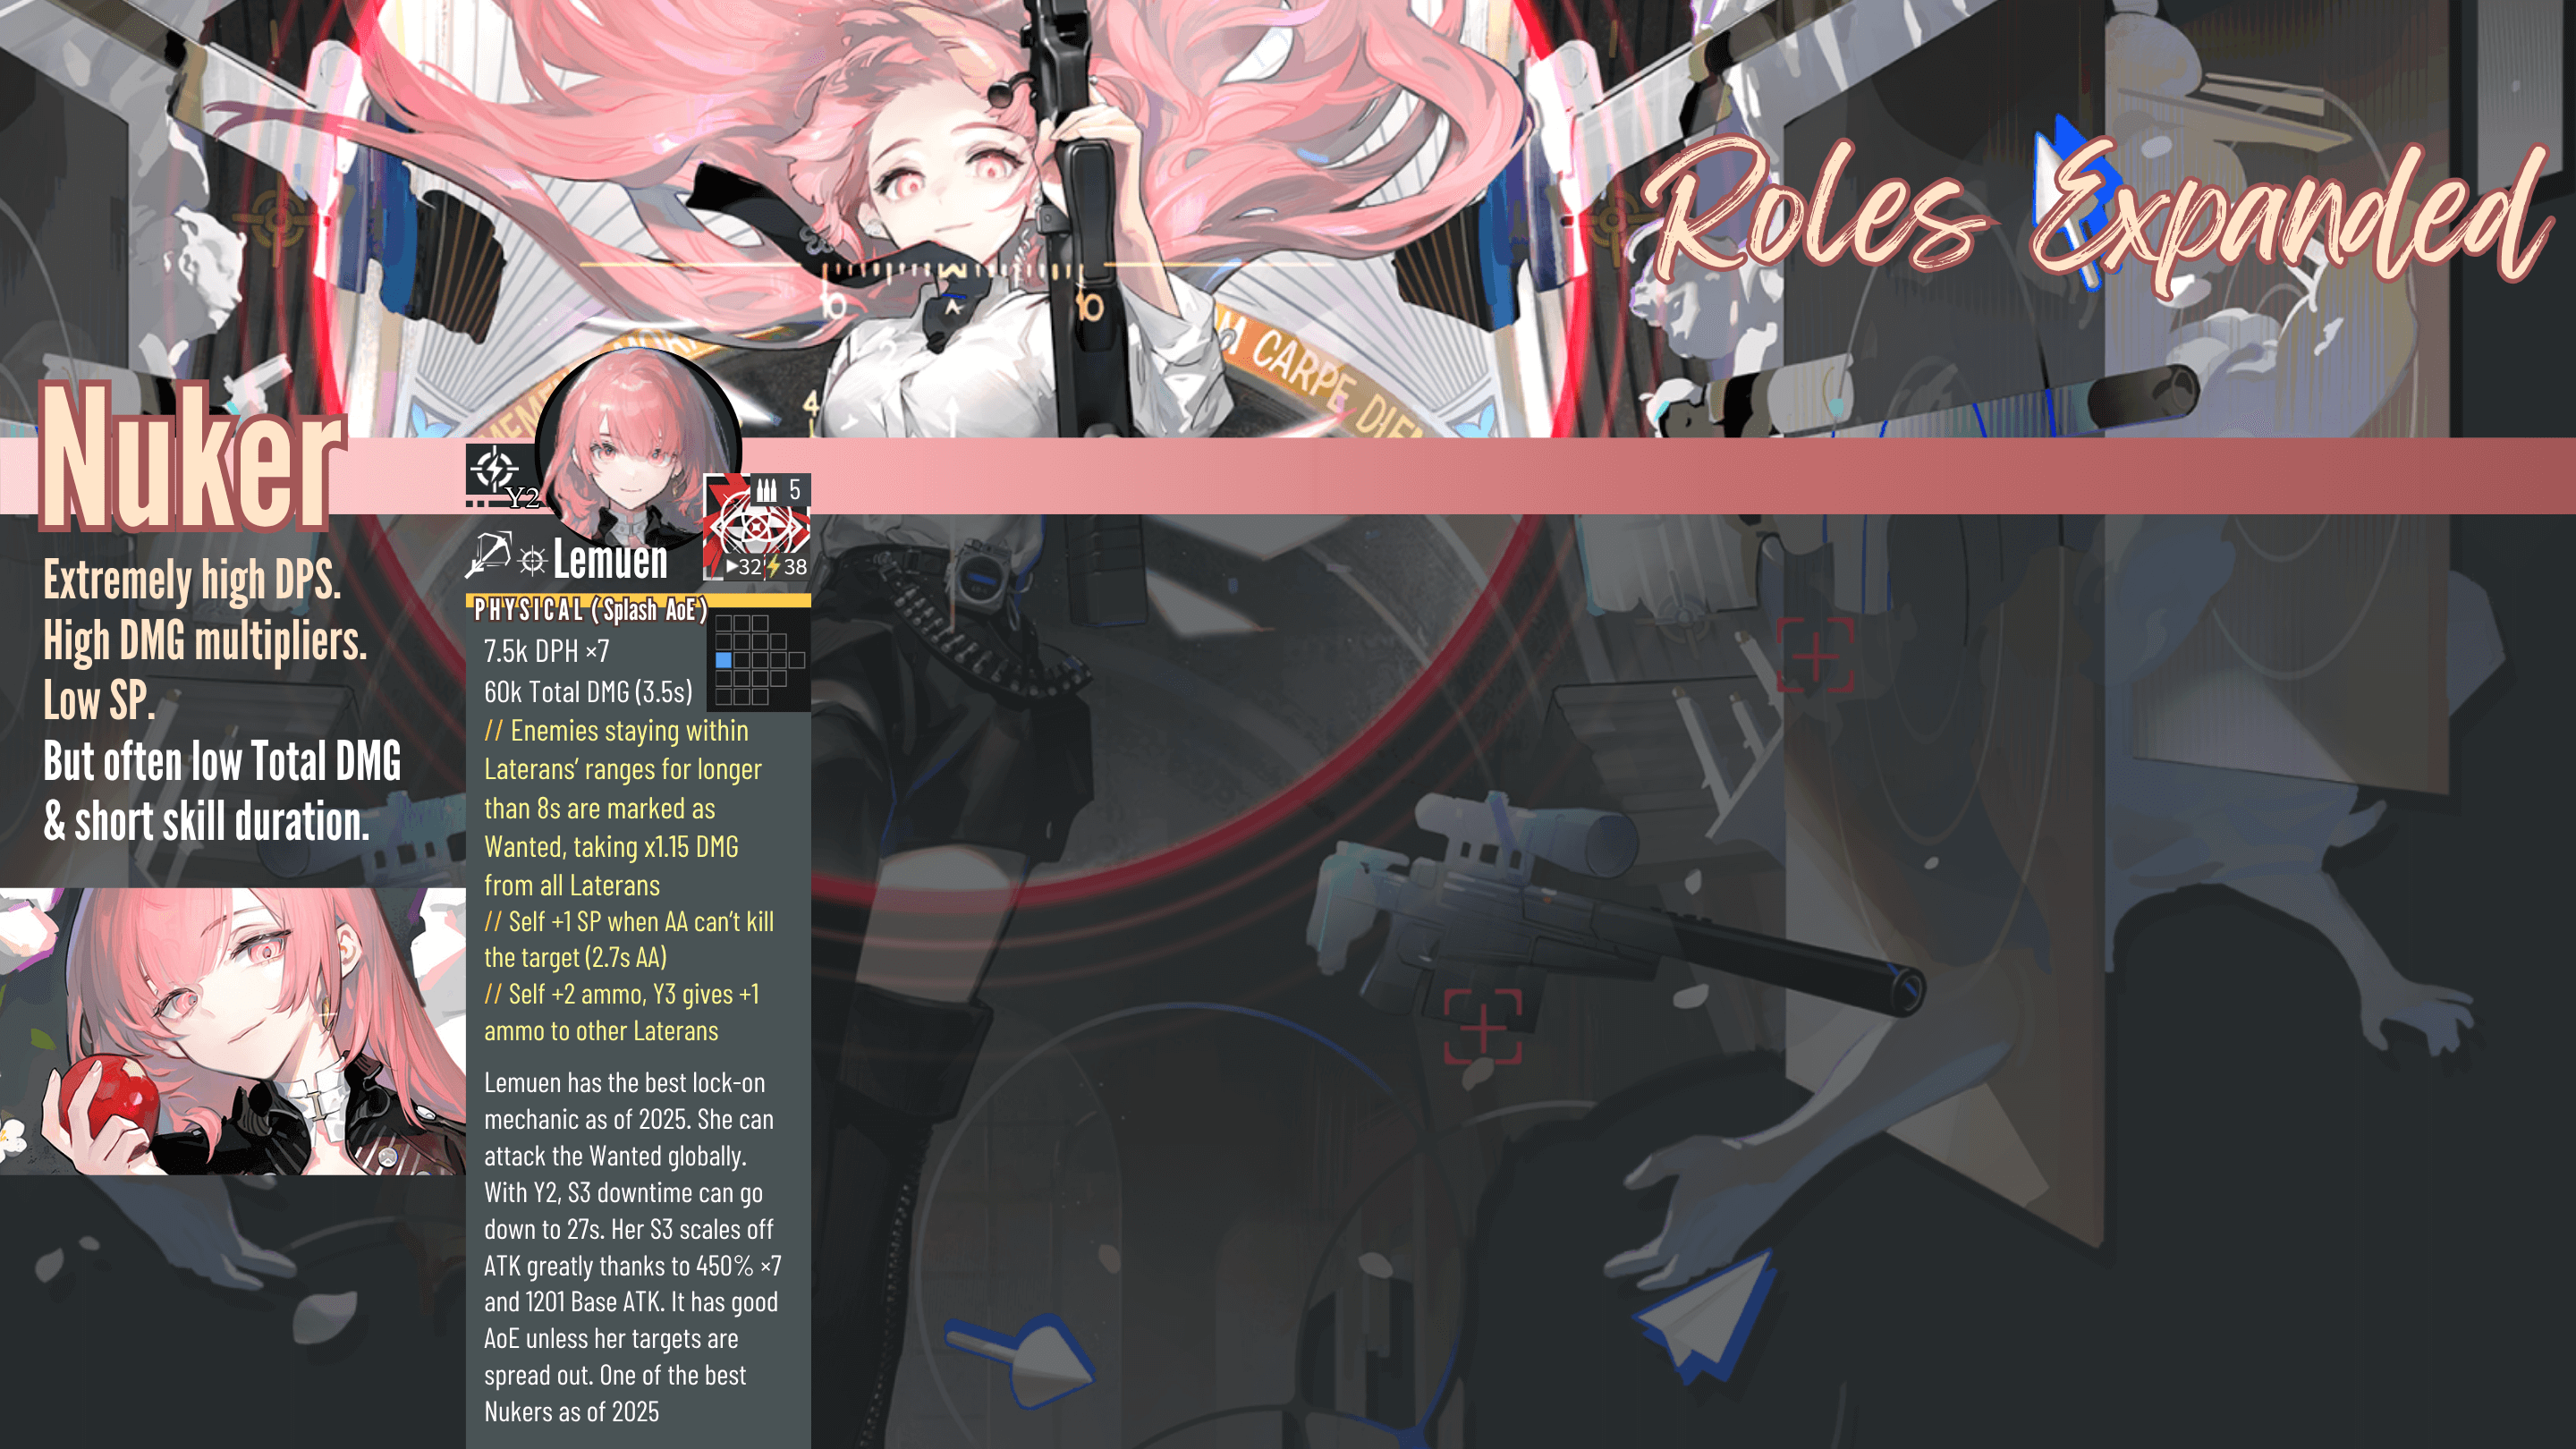 Roles Expanded
10
10
4
M CARPE DIEM
Nuker
Extremely high DPS.
High DMG multipliers.
Low SP.
But often low Total DMG
& short skill duration.
Y2
5
32 38
Lemuen
PHYSICAL (Splash AoE)
7.5k DPH ×7
60k Total DMG (3.5s)
// Enemies staying within
Laterans’ ranges for longer
than 8s are marked as
Wanted, taking x1.15 DMG
from all Laterans
// Self +1 SP when AA can’t kill
the target (2.7s AA)
// Self +2 ammo, Y3 gives +1
ammo to other Laterans
Lemuen has the best lock-on
mechanic as of 2025. She can
attack the Wanted globally.
With Y2, S3 downtime can go
down to 27s. Her S3 scales off
ATK greatly thanks to 450% ×7
and 1201 Base ATK. It has good
AoE unless her targets are
spread out. One of the best
Nukers as of 2025